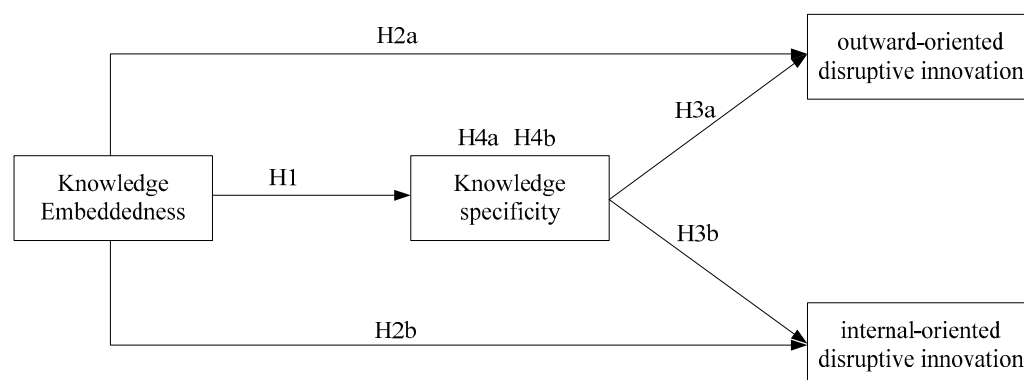 H2a
outward-oriented
disruptive innovation
H3a
H4a H4b
Knowledge
Embeddedness
H1
Knowledge
specificity
H3b
H2b
internal-oriented
disruptive innovation